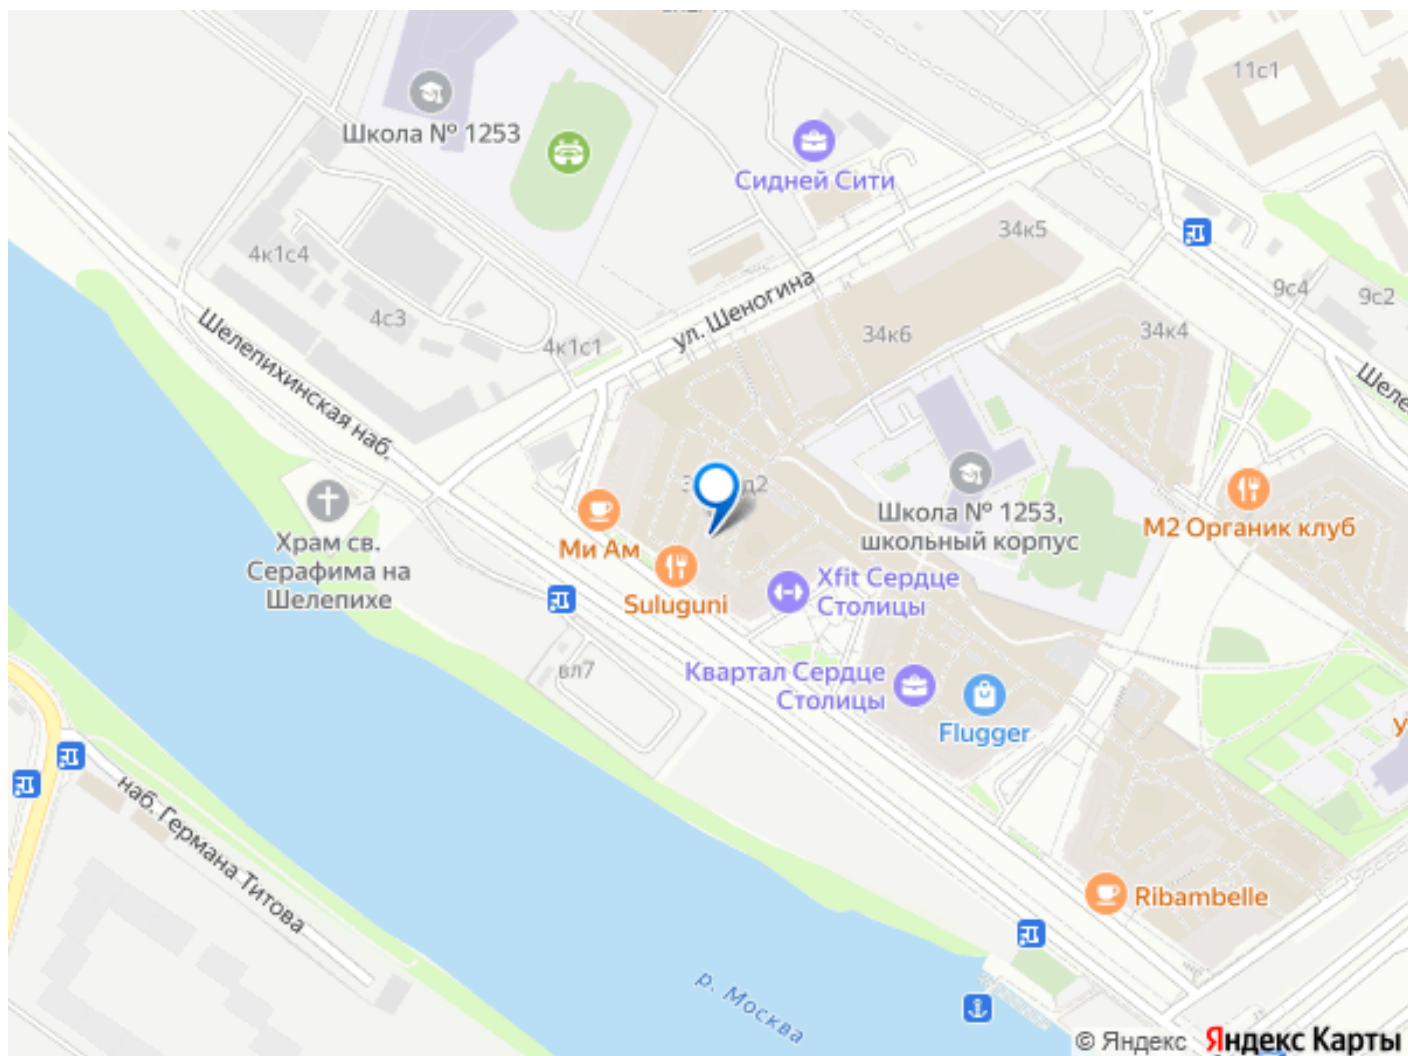 11с1
Школа № 1253
Сидней Сити
34к5
4к1с4
9с4
9с2
ул. Шеногина
4с3
34к6
34к4
4к1с1
Шелепихинская наб.
Шеле
д2
Школа № 1253,
школьный корпус
М2 Органик клуб
Храм св.
Серафима на
Шелепихе
Ми Ам
Suluguni
Xfit Сердце
Столицы
вл7
Квартал Сердце
Столицы
Flugger
У
наб. Германа Титова
Ribambelle
р. Москва
© Яндекс Яндекс Карты